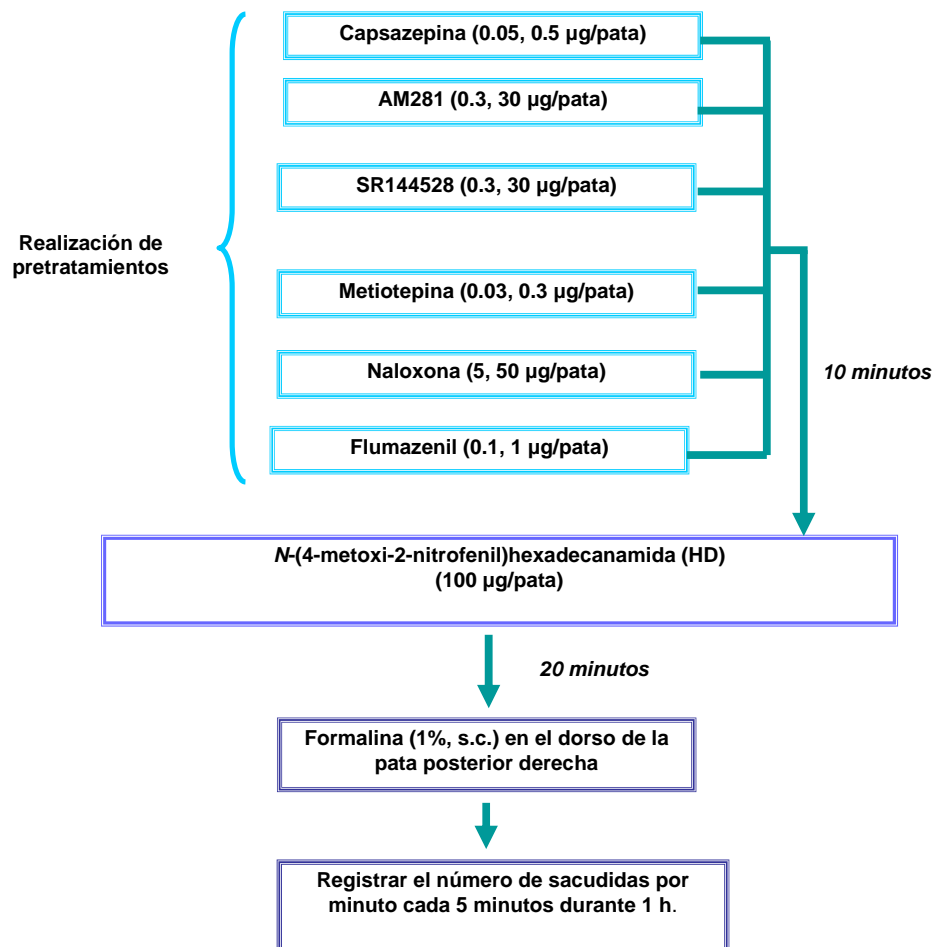 Capsazepina (0.05, 0.5 µg/pata)
AM281 (0.3, 30 µg/pata)
SR144528 (0.3, 30 µg/pata)
Realización de
pretratamientos
Metiotepina (0.03, 0.3 µg/pata)
Naloxona (5, 50 µg/pata)
10 minutos
Flumazenil (0.1, 1 µg/pata)
N-(4-metoxi-2-nitrofenil)hexadecanamida (HD)
(100 µg/pata)
20 minutos
Formalina (1%, s.c.) en el dorso de la
pata posterior derecha
Registrar el número de sacudidas por
minuto cada 5 minutos durante 1 h.